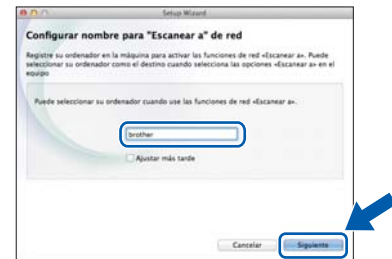 Setup Wizard
Configurar nombre para "Escanear a" de red
Registre su ordenador en la máquina para activar las funciones de red «Escanear a». Puede
seleccionar su ordenador como el destino cuando selecciona las opciones «Escanear a» en el
equipo
Puede seleccionar su ordenador cuando use las funciones de red «Escanear a».
brother
Ajustar más tarde
Cancelar
Siguiente